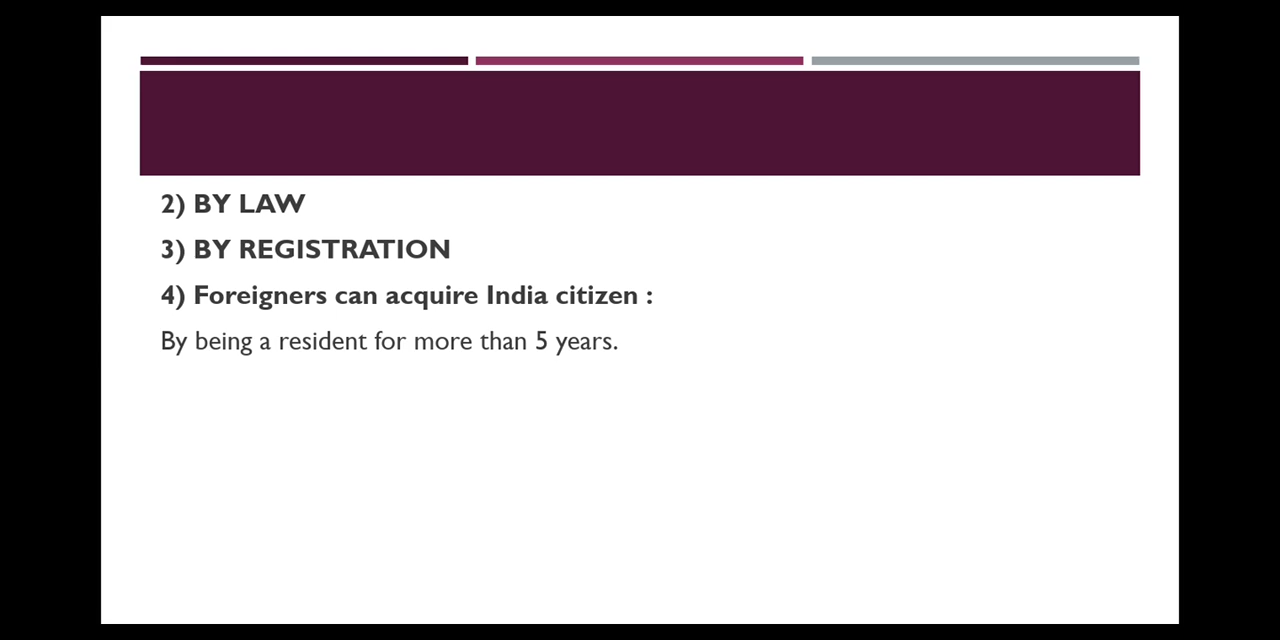 2) BY LAW
3) BY REGISTRATION
4) Foreigners can acquire India citizen :
By being a resident for more than 5 years.